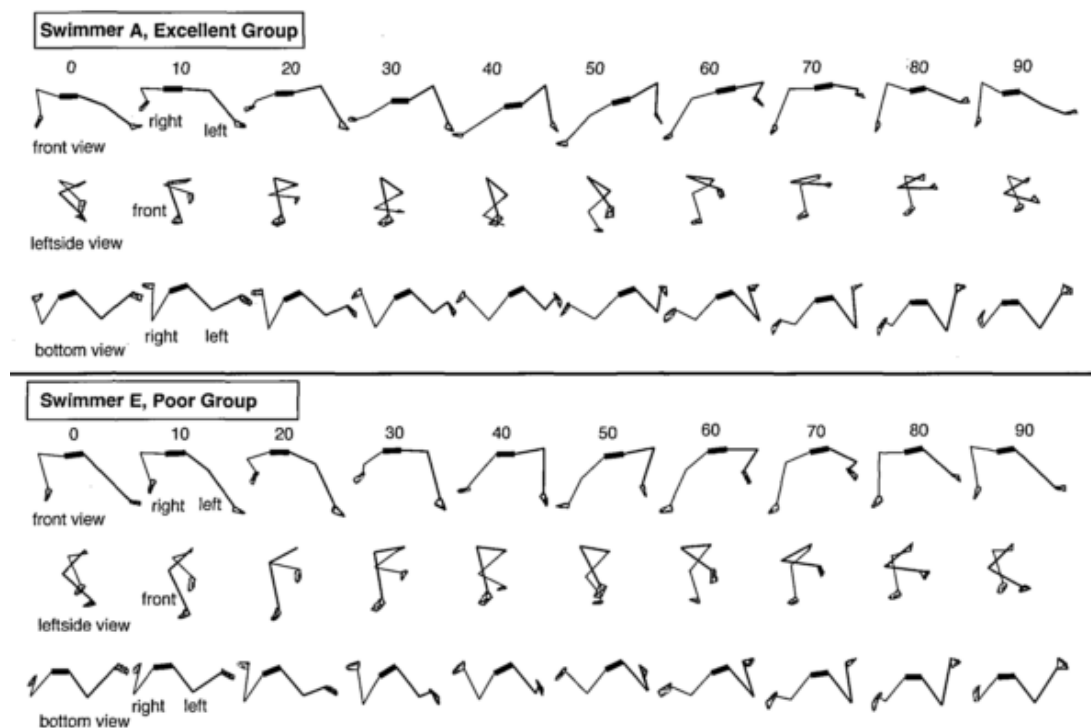 Swimmer A, Excellent Group
0 10 20 30 40 50 60 70 80 90
right left
front view
front
leftside view
right left
bottom view
Swimmer E, Poor Group
0 10 20 30 40 50 60 70 80 90
right left
front view
front
leftside view
right left
bottom view